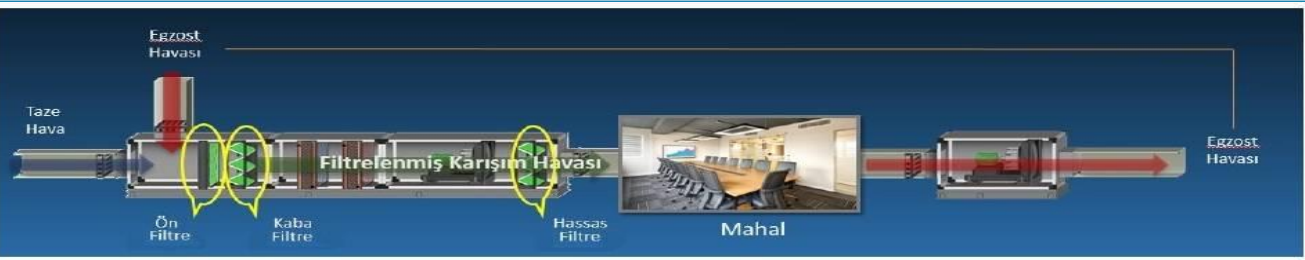 Egzost
Havası
Taze
Hava
Filtrelenmiş Karışım Havası
Egzost
Havası
Ön
Filtre
Kaba
Filtre
Hassas
Filtre
Mahal